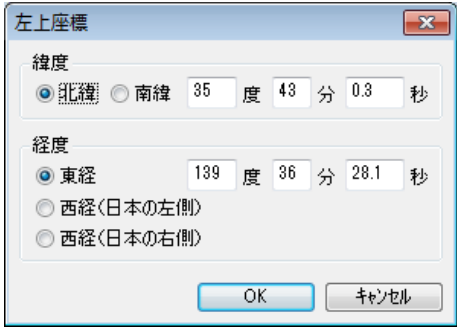 左上座標
緯度
北緯 南緯 35 度 43 分 0.3 秒
経度
東経 139 度 36 分 28.1 秒
西経(日本の左側)
西経(日本の右側)
OK キャンセル